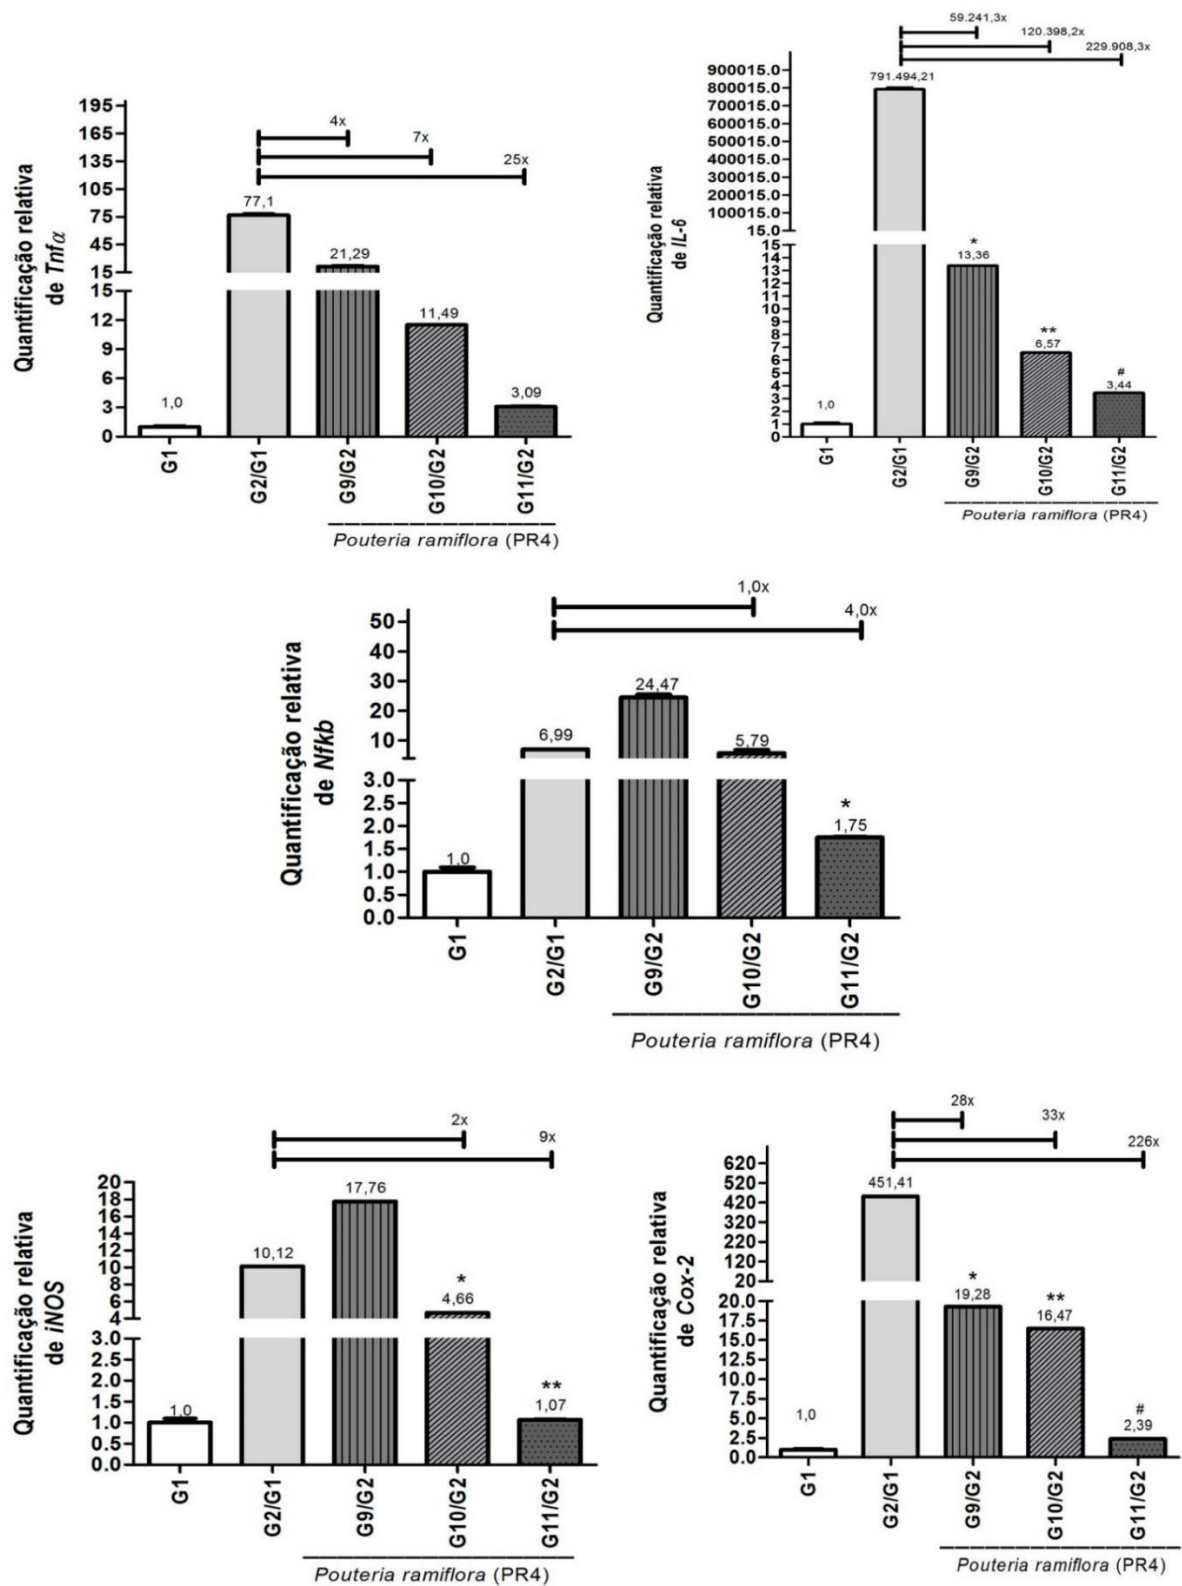 Quantificação relativa
de Tnfα
195
165
135
105
75
45
15
15
12
9
6
3
0
4x
7x
25x
1,0
77,1
21,29
11,49
3,09
G1
G2/G1
G9/G2
G10/G2
G11/G2
Pouteria ramiflora (PR4)
Quantificação relativa
de IL-6
900015.0
800015.0
700015.0
600015.0
500015.0
400015.0
300015.0
200015.0
100015.0
15.0
15
14
13
12
11
10
9
8
7
6
5
4
3
2
1
0
59.241,3x
120.398,2x
229.908,3x
1,0
791.494,21
*
13,36
**
6,57
#
3,44
G1
G2/G1
G9/G2
G10/G2
G11/G2
Pouteria ramiflora (PR4)
Quantificação relativa
de Nfkb
50
40
30
20
10
3.0
2.5
2.0
1.5
1.0
0.5
0.0
1,0x
4,0x
1,0
6,99
24,47
5,79
*
1,75
G1
G2/G1
G9/G2
G10/G2
G11/G2
Pouteria ramiflora (PR4)
Quantificação relativa
de iNOS
20
18
16
14
12
10
8
6
4
3.0
2.5
2.0
1.5
1.0
0.5
0.0
2x
9x
1,0
10,12
17,76
*
4,66
**
1,07
G1
G2/G1
G9/G2
G10/G2
G11/G2
Pouteria ramiflora (PR4)
Quantificação relativa
de Cox-2
620
520
420
320
220
120
20
20.0
17.5
15.0
12.5
10.0
7.5
5.0
2.5
0.0
28x
33x
226x
1,0
451,41
*
19,28
**
16,47
#
2,39
G1
G2/G1
G9/G2
G10/G2
G11/G2
Pouteria ramiflora (PR4)